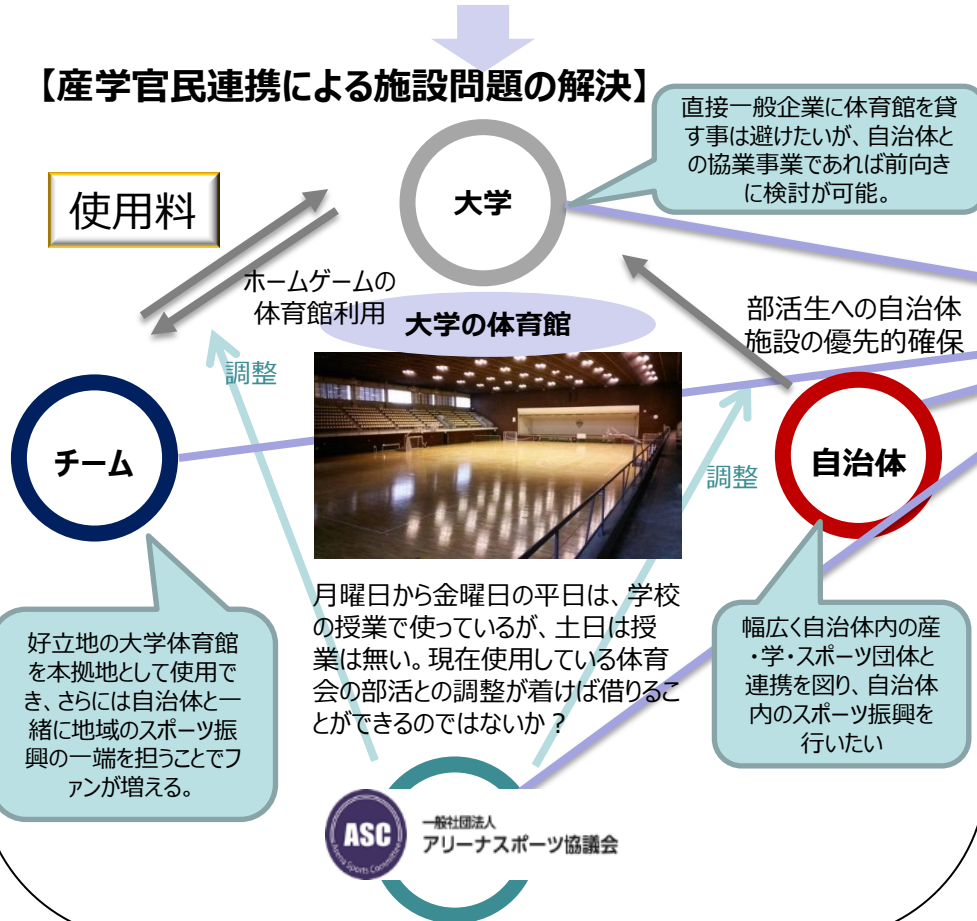 【産学官民連携による施設問題の解決】
直接一般企業に体育館を貸
す事は避けたいが、自治体と
の協業事業であれば前向き
に検討が可能。
大学
使用料
ホームゲームの
体育館利用
大学の体育館
部活生への自治体
施設の優先的確保
調整
チーム
調整
自治体
月曜日から金曜日の平日は、学校
の授業で使っているが、土日は授
業は無い。現在使用している体育
会の部活との調整が着けば借りるこ
とができるのではないか？
好立地の大学体育館
を本拠地として使用で
き、さらには自治体と一
緒に地域のスポーツ振
興の一端を担うことでフ
ァンが増える。
幅広く自治体内の産
・学・スポーツ団体と
連携を図り、自治体
内のスポーツ振興を
行いたい
ASC
Arena Sports Committee
一般社団法人
アリーナスポーツ協議会